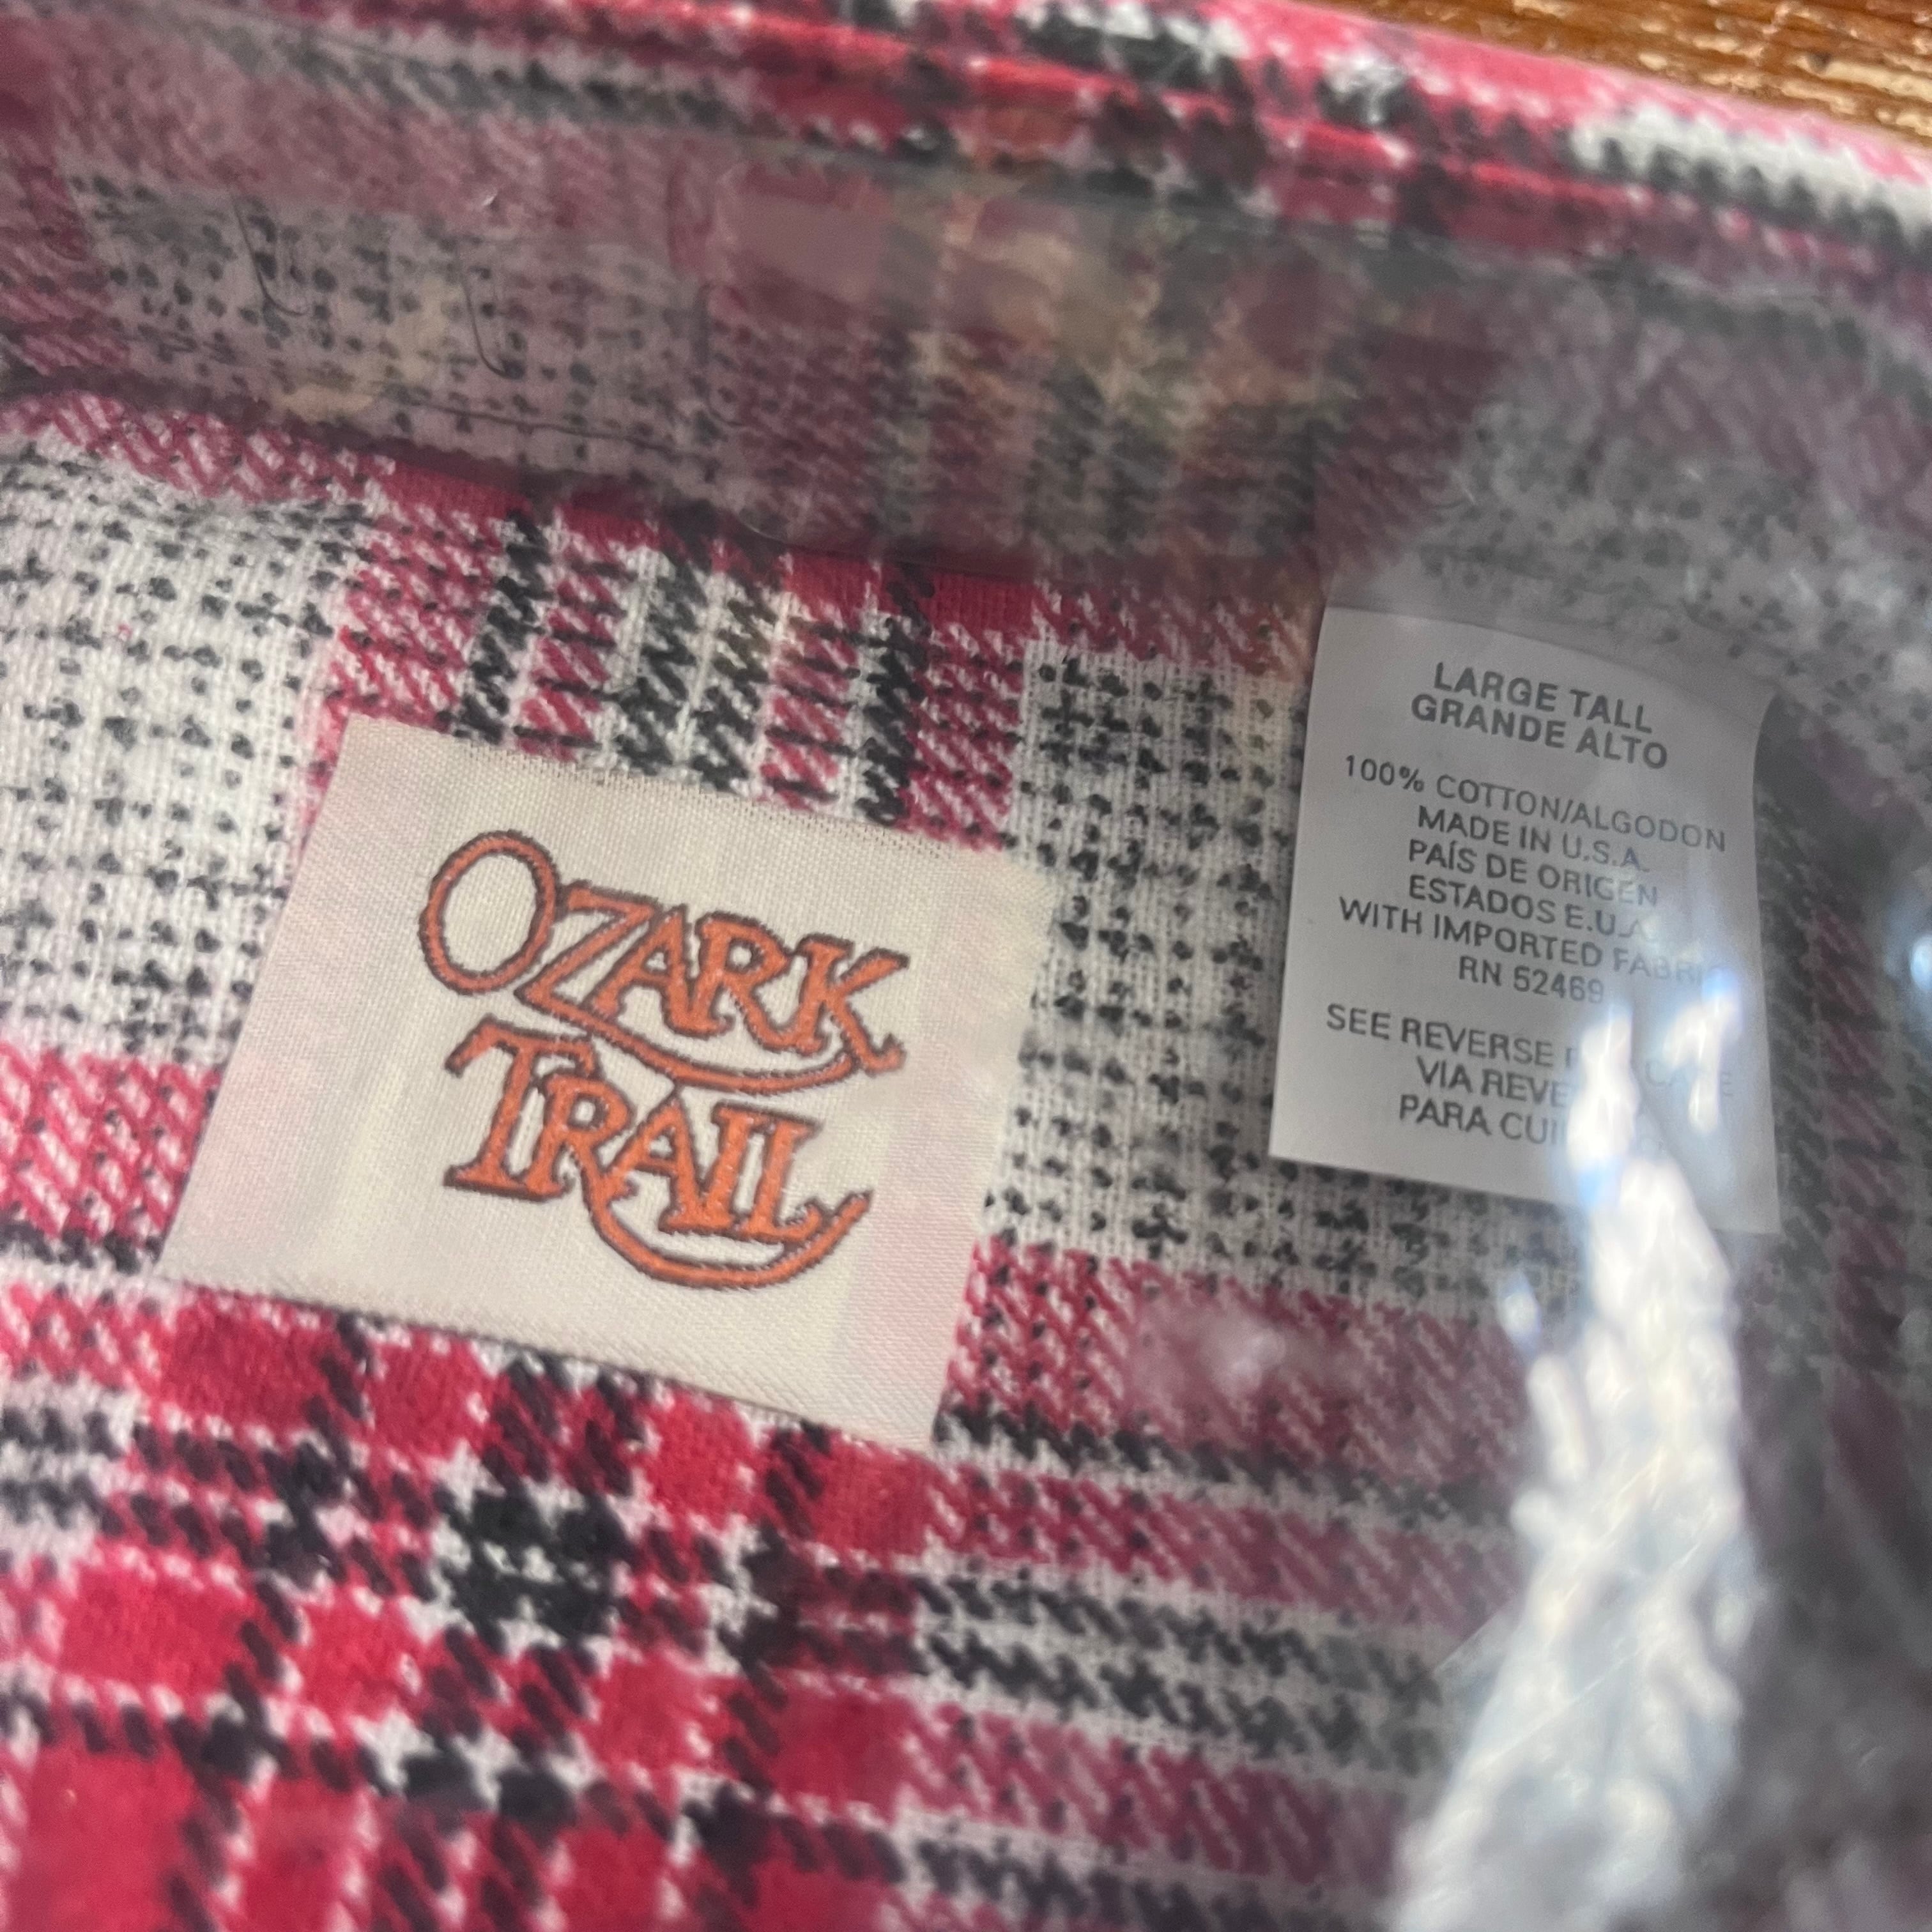 OZARK
TRAIL
LARGE TALL
GRANDE ALTO
100% COTTON/ALGODON
MADE IN U.S.A.
PAÍS DE ORIGEN
ESTADOS E.U.A.
WITH IMPORTED FABRIC
RN 52469
SEE REVERSE
VIA
PARA